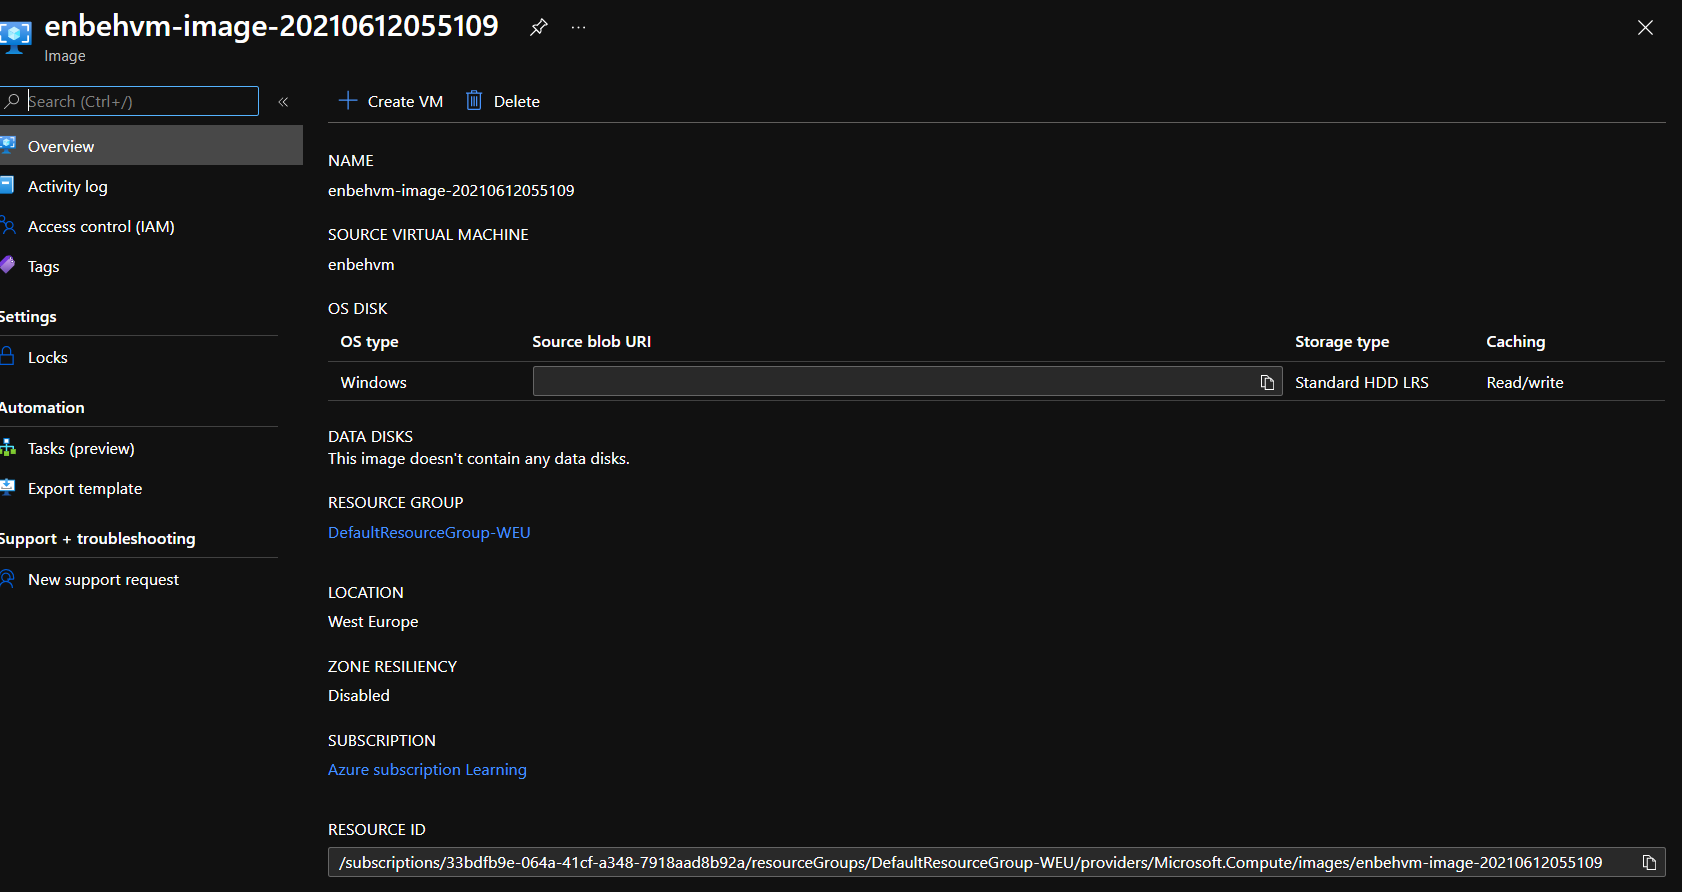 enbehvm-image-20210612055109
Image
Search (Ctrl+/)
Overview
Activity log
Access control (IAM)
Tags
Settings
Locks
Automation
Tasks (preview)
Export template
Support + troubleshooting
New support request
Create VM Delete
NAME
enbehvm-image-20210612055109
SOURCE VIRTUAL MACHINE
enbehvm
OS DISK
OS type Source blob URI Storage type Caching
Windows Standard HDD LRS Read/write
DATA DISKS
This image doesn't contain any data disks.
RESOURCE GROUP
DefaultResourceGroup-WEU
LOCATION
West Europe
ZONE RESILIENCY
Disabled
SUBSCRIPTION
Azure subscription Learning
RESOURCE ID
/subscriptions/33bdfb9e-064a-41cf-a348-7918aad8b92a/resourceGroups/DefaultResourceGroup-WEU/providers/Microsoft.Compute/images/enbehvm-image-20210612055109